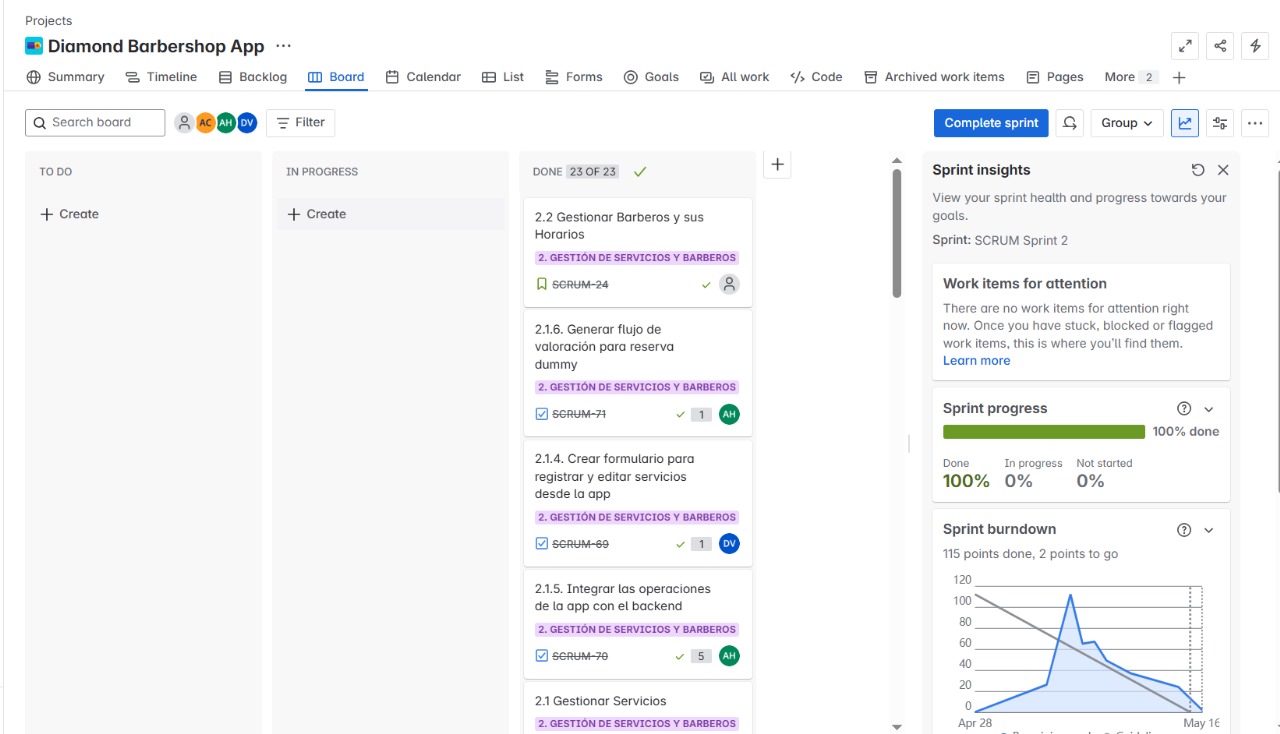 Projects
Diamond Barbershop App ...
Summary Timeline Backlog Board Calendar List Forms Goals All work Code Archived work items Pages More 2
Search board AC AH DV Filter Complete sprint Group
TO DO
Create
IN PROGRESS
Create
DONE 23 OF 23
2.2 Gestionar Barberos y sus
Horarios
2. GESTIÓN DE SERVICIOS Y BARBEROS
SCRUM-24
2.1.6. Generar flujo de
valoración para reserva
dummy
2. GESTIÓN DE SERVICIOS Y BARBEROS
SCRUM-71 1 AH
2.1.4. Crear formulario para
registrar y editar servicios
desde la app
2. GESTIÓN DE SERVICIOS Y BARBEROS
SCRUM-69 1 DV
2.1.5. Integrar las operaciones
de la app con el backend
2. GESTIÓN DE SERVICIOS Y BARBEROS
SCRUM-70 5 AH
2.1 Gestionar Servicios
2. GESTIÓN DE SERVICIOS Y BARBEROS
Sprint insights
View your sprint health and progress towards your
goals.
Sprint: SCRUM Sprint 2
Work items for attention
There are no work items for attention right
now. Once you have stuck, blocked or flagged
work items, this is where you'll find them.
Learn more
Sprint progress
100% done
Done In progress Not started
100% 0% 0%
Sprint burndown
115 points done, 2 points to go
120
100
80
60
40
20
0
Apr 28 May 16